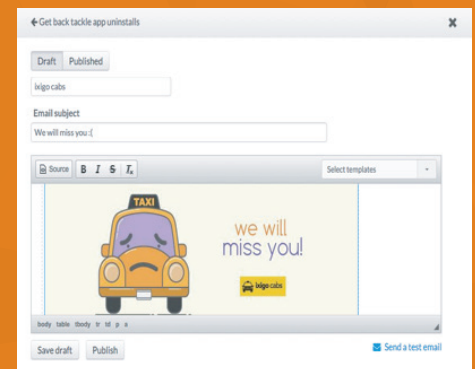 Get back tackle app uninstalls
Draft Published
Ixigo cabs
Email subject
We will miss you :(
Source B I S Tx Select templates
TAXI
we will
miss you!
ixigo cabs
body table tbody tr td p s
Save draft Publish Send a test email